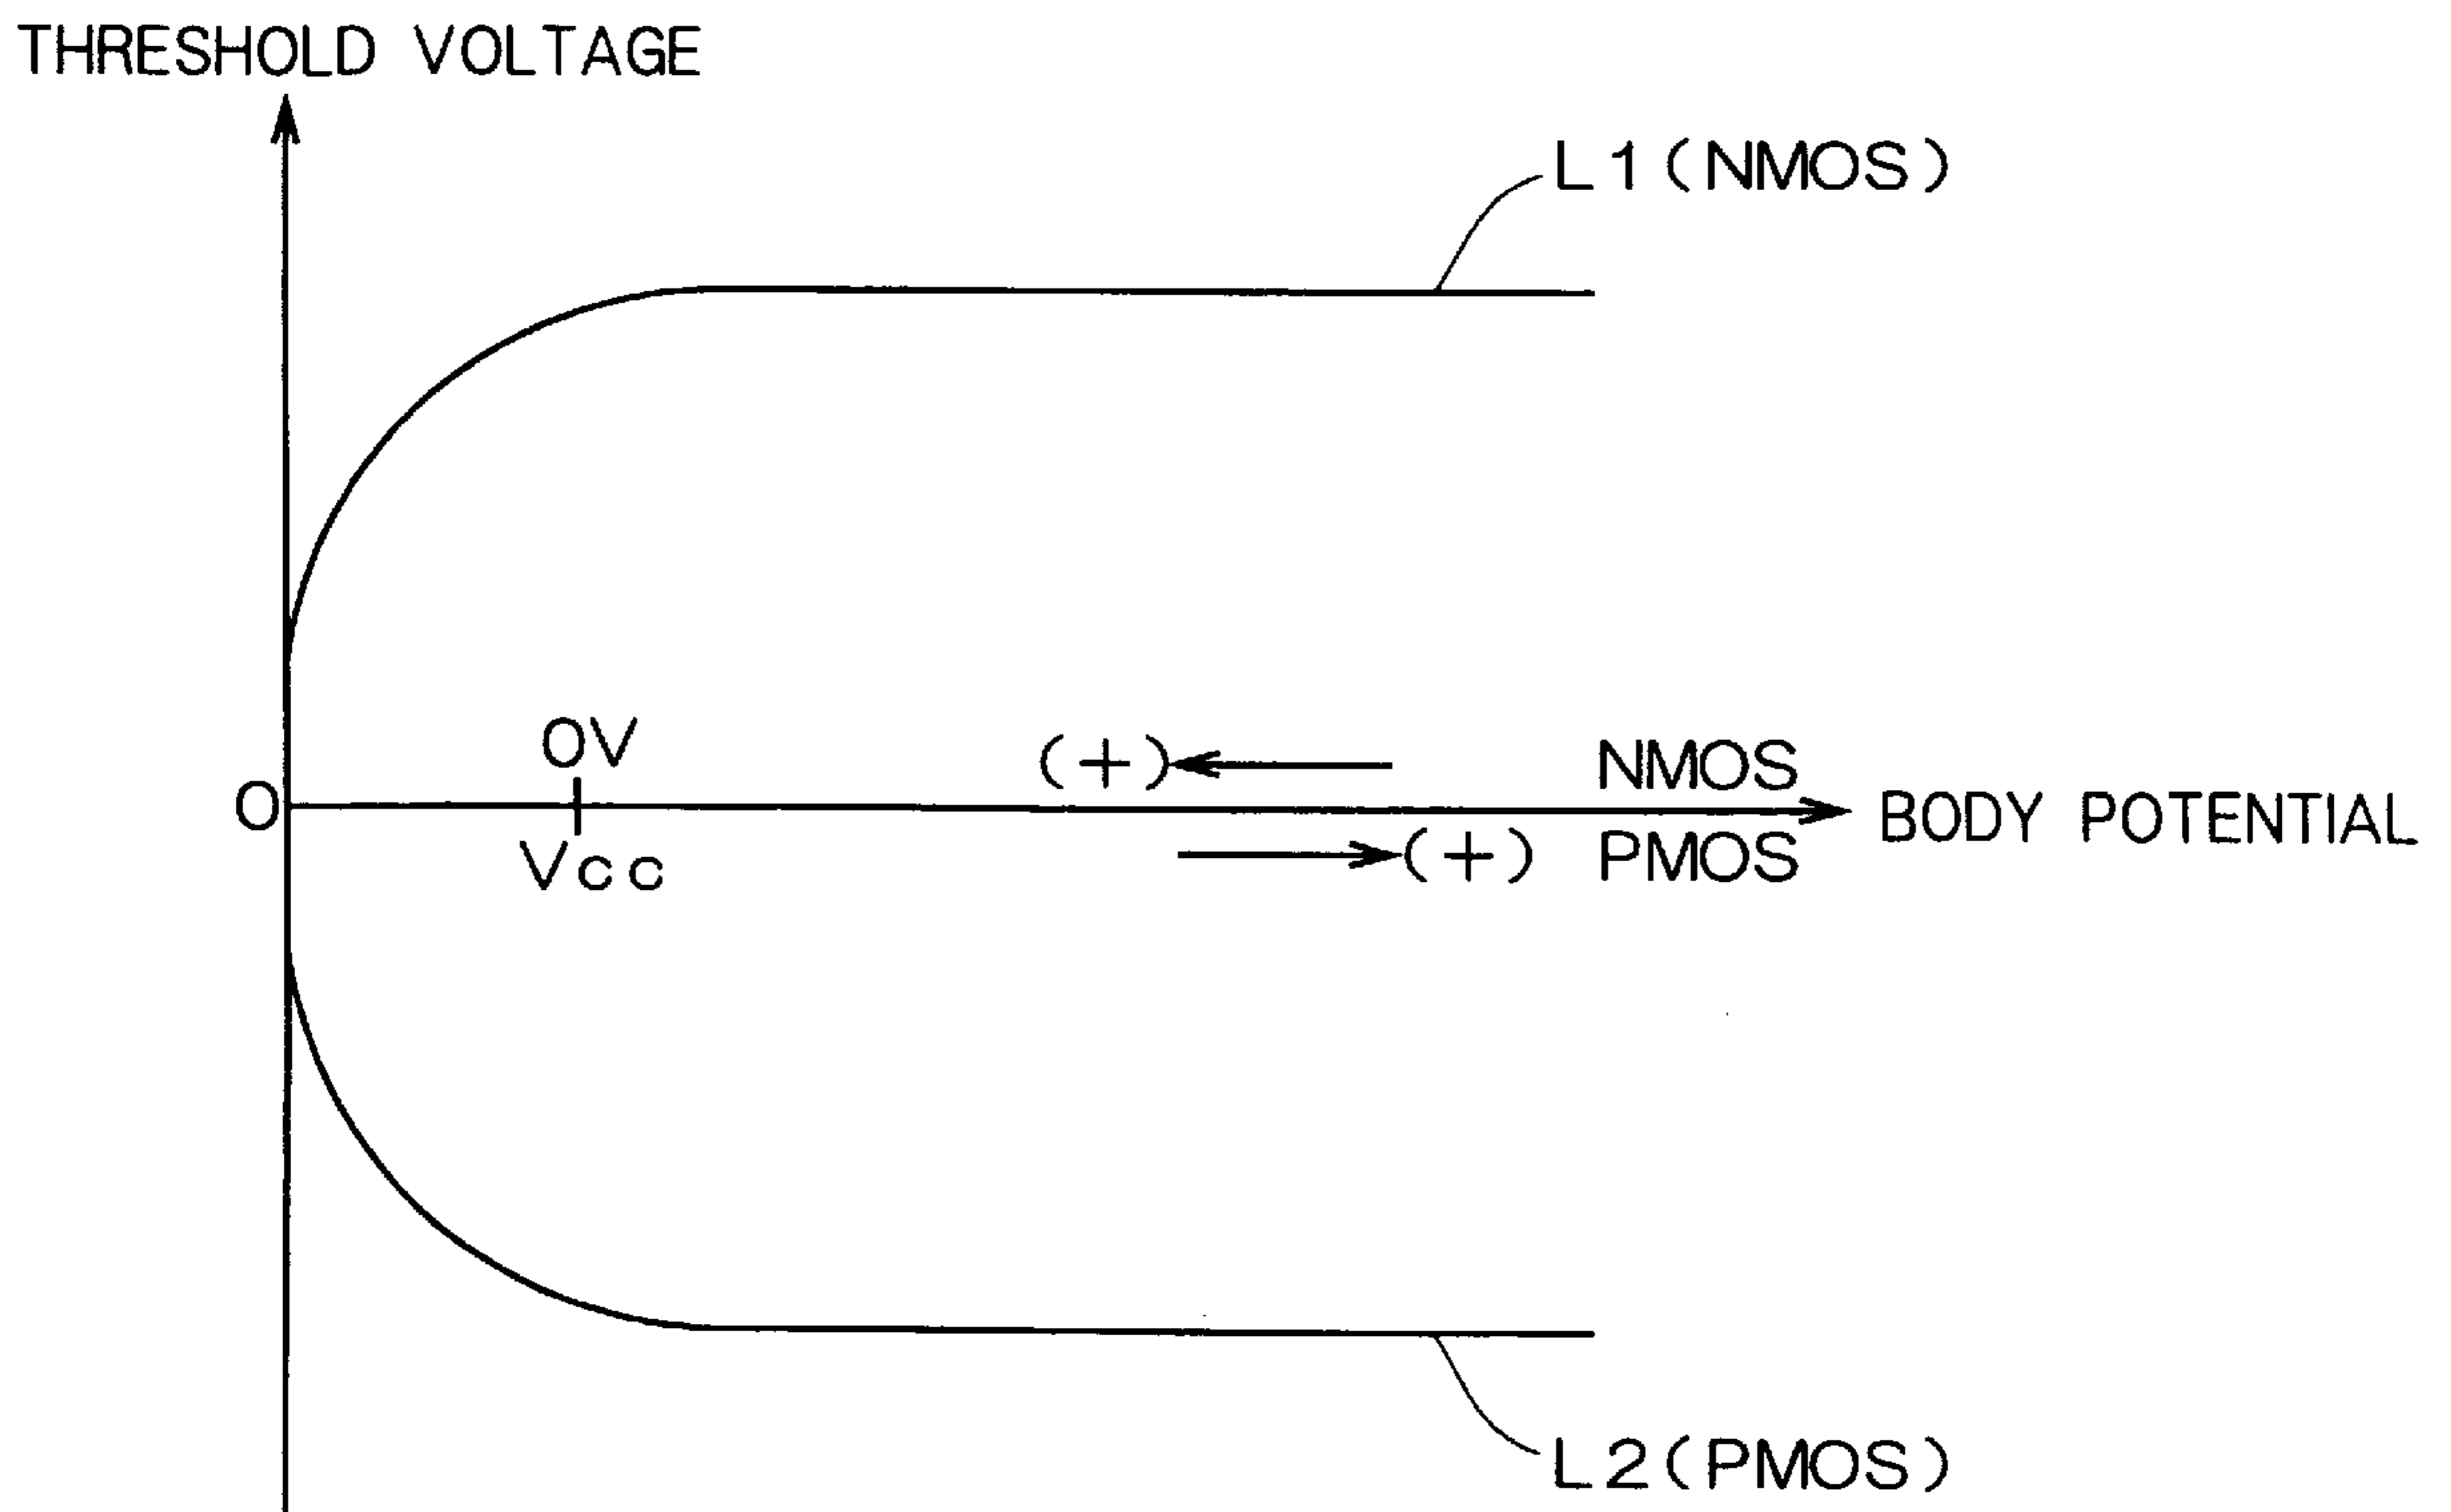 THRESHOLD VOLTAGE
L1(NMOS)
0V
(+) NMOS
O
BODY POTENTIAL
Vcc
(+) PMOS
L2(PMOS)